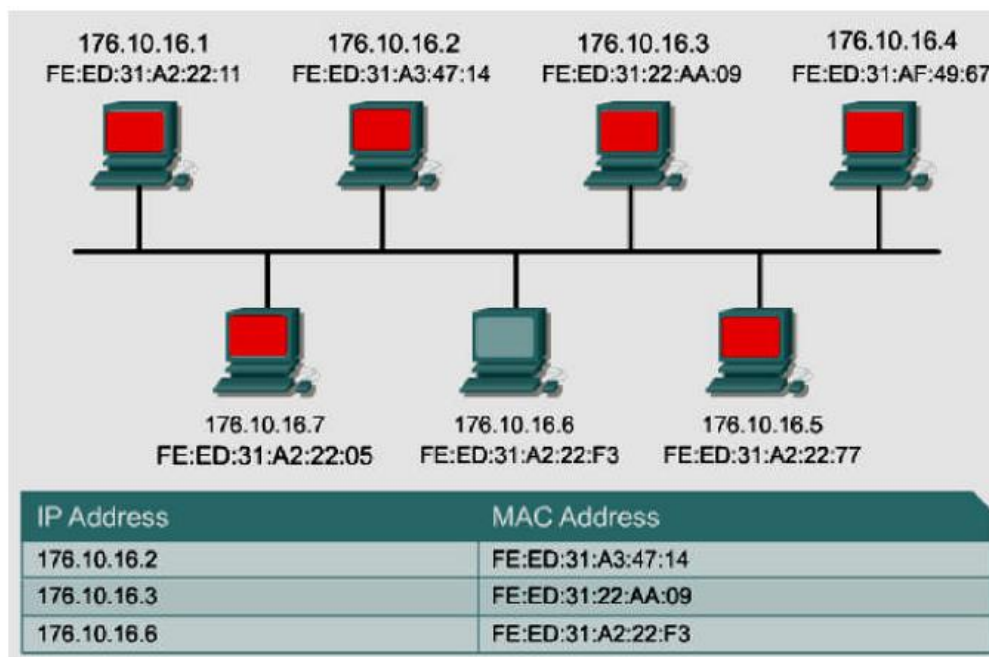 176.10.16.1 176.10.16.2 176.10.16.3 176.10.16.4
FE:ED:31:A2:22:11 FE:ED:31:A3:47:14 FE:ED:31:22:AA:09 FE:ED:31:AF:49:67
176.10.16.7 176.10.16.6 176.10.16.5
FE:ED:31:A2:22:05 FE:ED:31:A2:22:F3 FE:ED:31:A2:22:77
IP Address MAC Address
176.10.16.2 FE:ED:31:A3:47:14
176.10.16.3 FE:ED:31:22:AA:09
176.10.16.6 FE:ED:31:A2:22:F3